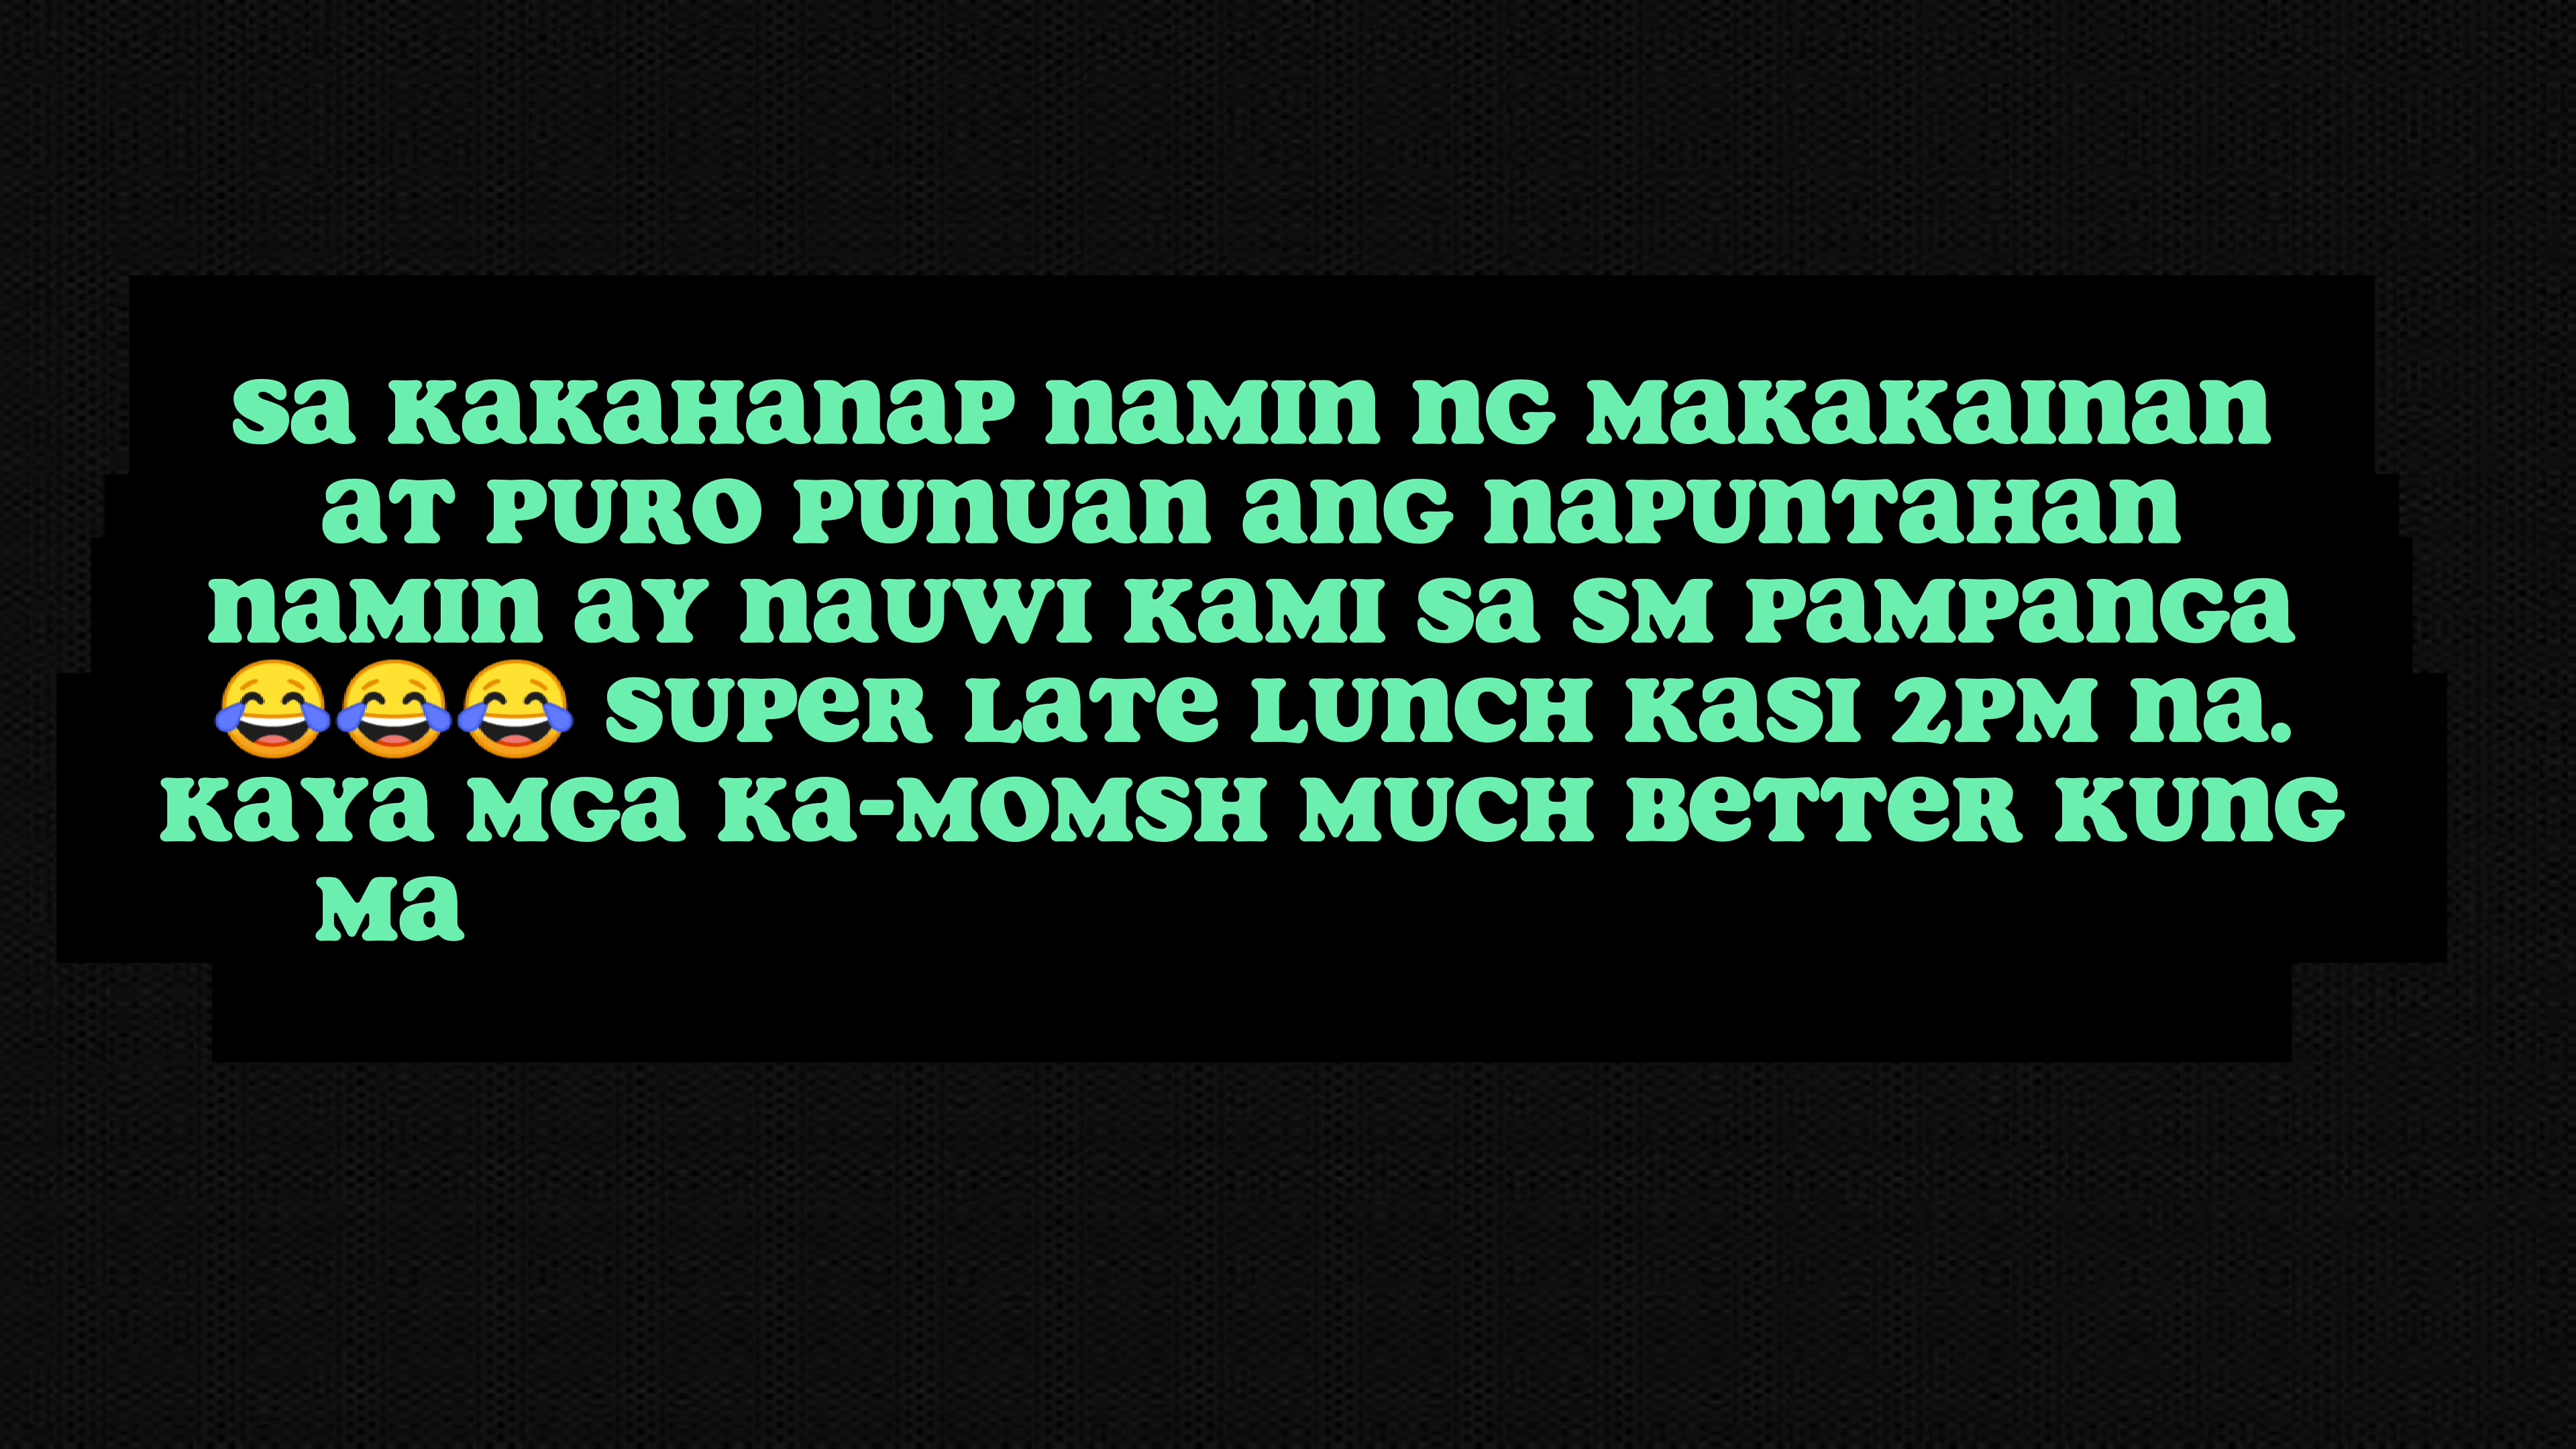 sa kakahanap namin ng makakainan
at puro punuan ang napuntahan
namin ay nauwi kami sa SM Pampanga
😂😂😂 super late lunch kasi 2pm na.
kaya mga ka-momsh much better kung
ma